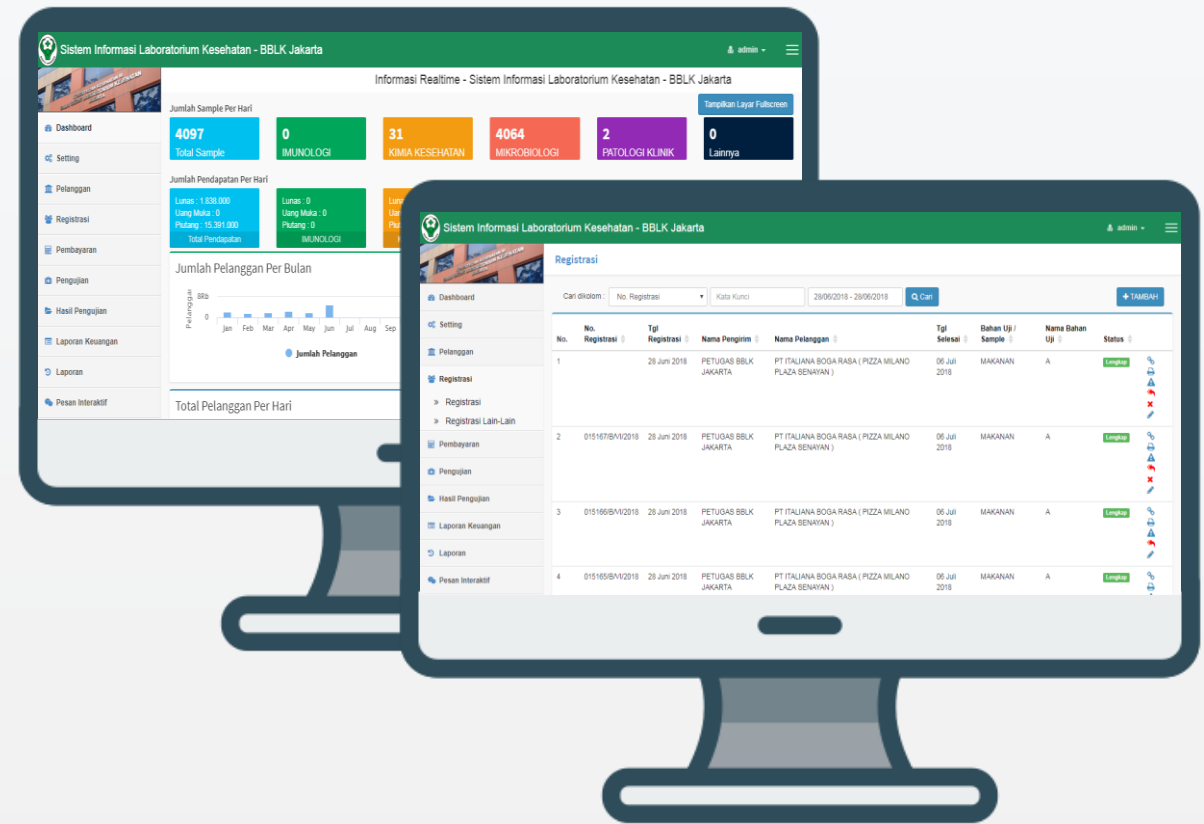 Sistem Informasi Laboratorium Kesehatan - BBLK Jakarta
admin
Informasi Realtime - Sistem Informasi Laboratorium Kesehatan - BBLK Jakarta
Tampilkan Layar Fullscreen
Dashboard
Setting
Pelanggan
Registrasi
Pembayaran
Pengujian
Hasil Pengujian
Laporan Keuangan
Laporan
Pesan Interaktif
Jumlah Sample Per Hari
4097 0 31 4064 2 0
Total Sample IMUNOLOGI KIMIA KESEHATAN MIKROBIOLOGI PATOLOGI KLINIK Lainnya
Jumlah Pendapatan Per Hari
Lunas : 1.838.000 Lunas : 0
Uang Muka : 0 Uang Muka : 0
Piutang : 15.391.000 Piutang : 0
Total Pendapatan IMUNOLOGI
Jumlah Pelanggan Per Bulan
Pelanggan
8Rb
0
Jan Feb Mar Apr May Jun Jul Aug Sep
Jumlah Pelanggan
Total Pelanggan Per Hari
Sistem Informasi Laboratorium Kesehatan - BBLK Jakarta
admin
Dashboard
Setting
Pelanggan
Registrasi
» Registrasi
» Registrasi Lain-Lain
Pembayaran
Pengujian
Hasil Pengujian
Laporan Keuangan
Laporan
Pesan Interaktif
Registrasi
Cari dikolom : No. Registrasi Kata Kunci 28/06/2018 - 28/06/2018 Cari + TAMBAH
No. No. Registrasi Tgl Registrasi Nama Pengirim Nama Pelanggan Tgl Selesai Bahan Uji / Sample Nama Bahan Uji Status
1 28 Juni 2018 PETUGAS BBLK PT ITALIANA BOGA RASA ( PIZZA MILANO 06 Juli MAKANAN A Lengkap
JAKARTA PLAZA SENAYAN ) 2018
2 015167/B/VI/2018 28 Juni 2018 PETUGAS BBLK PT ITALIANA BOGA RASA ( PIZZA MILANO 06 Juli MAKANAN A Lengkap
JAKARTA PLAZA SENAYAN ) 2018
3 015166/B/VI/2018 28 Juni 2018 PETUGAS BBLK PT ITALIANA BOGA RASA ( PIZZA MILANO 06 Juli MAKANAN A Lengkap
JAKARTA PLAZA SENAYAN ) 2018
4 015165/B/VI/2018 28 Juni 2018 PETUGAS BBLK PT ITALIANA BOGA RASA ( PIZZA MILANO 06 Juli MAKANAN A Lengkap
JAKARTA PLAZA SENAYAN ) 2018